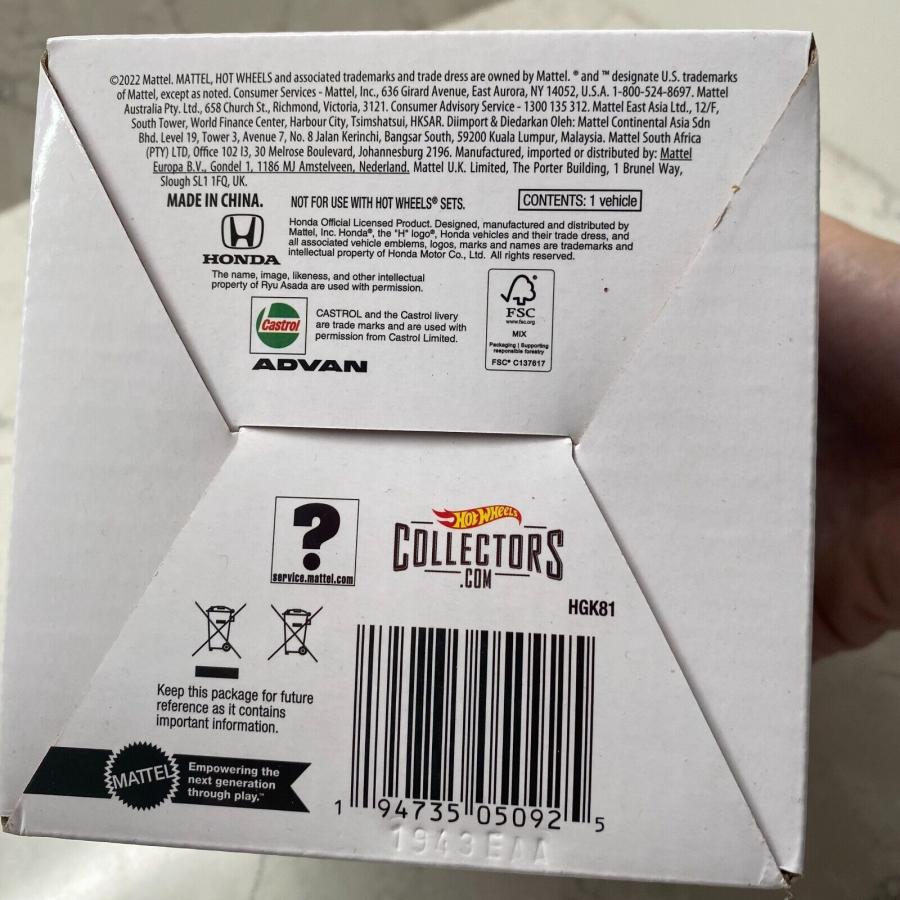 ©2022 Mattel. MATTEL, HOT WHEELS and associated trademarks and trade dress are owned by Mattel. ® and ™ designate U.S. trademarks
of Mattel, except as noted. Consumer Services - Mattel, Inc., 636 Girard Avenue, East Aurora, NY 14052, U.S.A. 1-800-524-8697. Mattel
Australia Pty. Ltd., 658 Church St., Richmond, Victoria, 3121. Consumer Advisory Service - 1300 135 312. Mattel East Asia Ltd., 12/F,
South Tower, World Finance Center, Harbour City, Tsimshatsui, HKSAR. Diimport & Diedarkan Oleh: Mattel Continental Asia Sdn
Bhd. Level 19, Tower 3, Avenue 7, No. 8 Jalan Kerinchi, Bangsar South, 59200 Kuala Lumpur, Malaysia. Mattel South Africa
(PTY) LTD, Office 102 I3, 30 Melrose Boulevard, Johannesburg 2196. Manufactured, imported or distributed by: Mattel
Europa B.V., Gondel 1, 1186 MJ Amstelveen, Nederland. Mattel U.K. Limited, The Porter Building, 1 Brunel Way,
Slough SL1 1FQ, UK.
MADE IN CHINA. NOT FOR USE WITH HOT WHEELS® SETS. CONTENTS: 1 vehicle
HONDA
Honda Official Licensed Product. Designed, manufactured and distributed by
Mattel, Inc. Honda®, the "H" logo®, Honda vehicles and their trade dress, and
all associated vehicle emblems, logos, marks and names are trademarks and
intellectual property of Honda Motor Co., Ltd. All rights reserved.
The name, image, likeness, and other intellectual
property of Ryu Asada are used with permission.
Castrol
CASTROL and the Castrol livery
are trade marks and are used with
permission from Castrol Limited.
ADVAN
FSC
www.fsc.org
MIX
Packaging | Supporting
responsible forestry
FSC® C137617
?
service.mattel.com
HOT WHEELS
COLLECTORS
.COM
HGK81
Keep this package for future
reference as it contains
important information.
MATTEL
Empowering the
next generation
through play.™
1 94735 05092 5
1943EAA